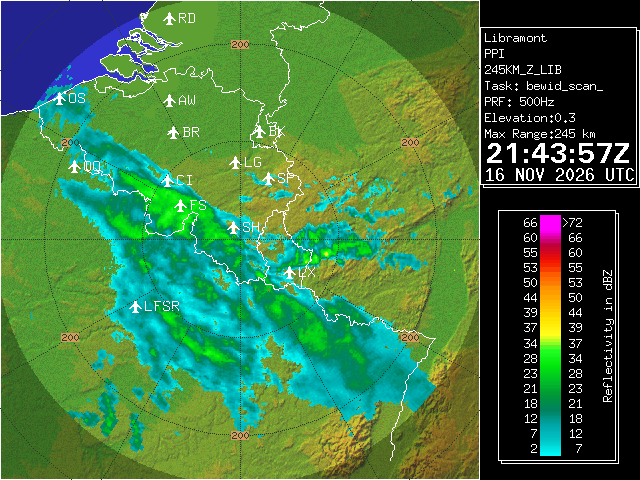 Libramont
PPI
245KM_Z_LIB
Task: bewid_scan_
PRF: 500Hz
Elevation:0.3
Max Range:245 km
21:43:57Z
16 NOV 2026 UTC
RD
200
OS
AW
BR
BK
200
200
LG
CI
SP
FS
SH
LX
LFSR
200
200
200
66 >72
60 66
55 60
53 55
50 53
44 50
39 44
37 39
34 37
28 34
23 28
21 23
18 21
12 18
7 12
2 7
Reflectivity in dBZ